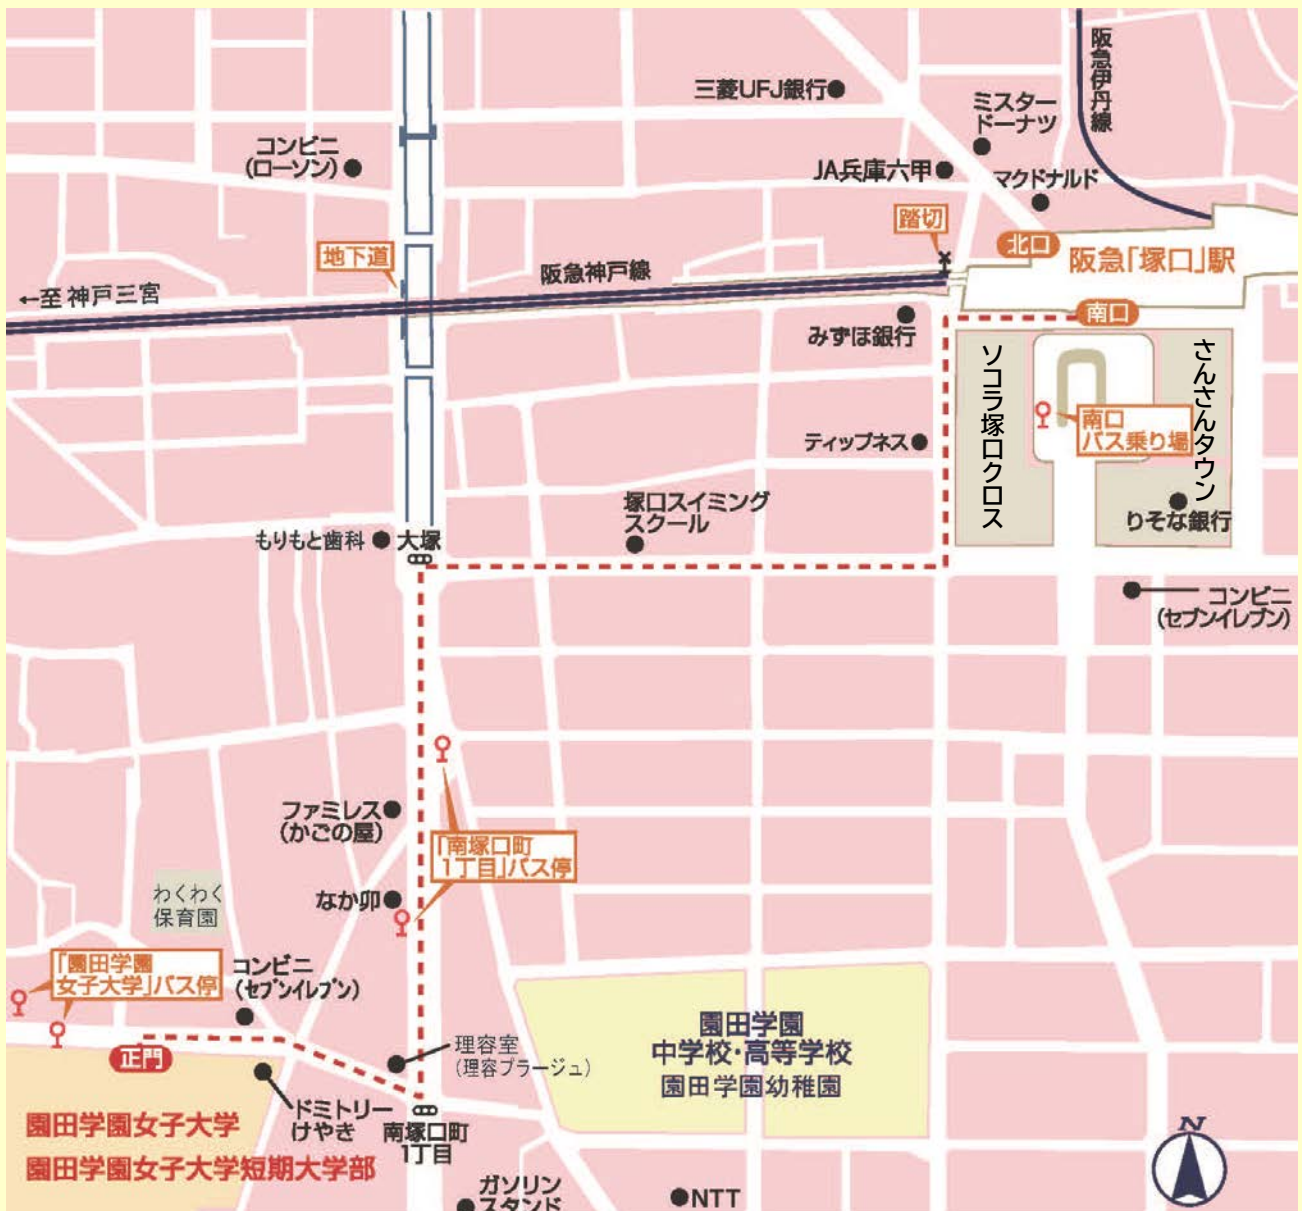 阪急伊丹線
三菱UFJ銀行
ミスター
ドーナツ
コンビニ
(ローソン)
JA兵庫六甲
マクドナルド
踏切
北口
阪急「塚口」駅
地下道
阪急神戸線
←至 神戸三宮
南口
みずほ銀行
ソコラ塚口クロス
さんさんタウン
南口
バス乗り場
ティップネス
塚口スイミング
スクール
りそな銀行
もりもと歯科
大塚
コンビニ
(セブンイレブン)
ファミレス
(かごの屋)
「南塚口町
1丁目」バス停
なか卯
わくわく
保育園
「園田学園
女子大学」バス停
コンビニ
(セブンイレブン)
園田学園
中学校・高等学校
園田学園幼稚園
理容室
(理容プラージュ)
正門
ドミトリー
けやき
南塚口町
1丁目
園田学園女子大学
園田学園女子大学短期大学部
ガソリン
スタンド
NTT
N